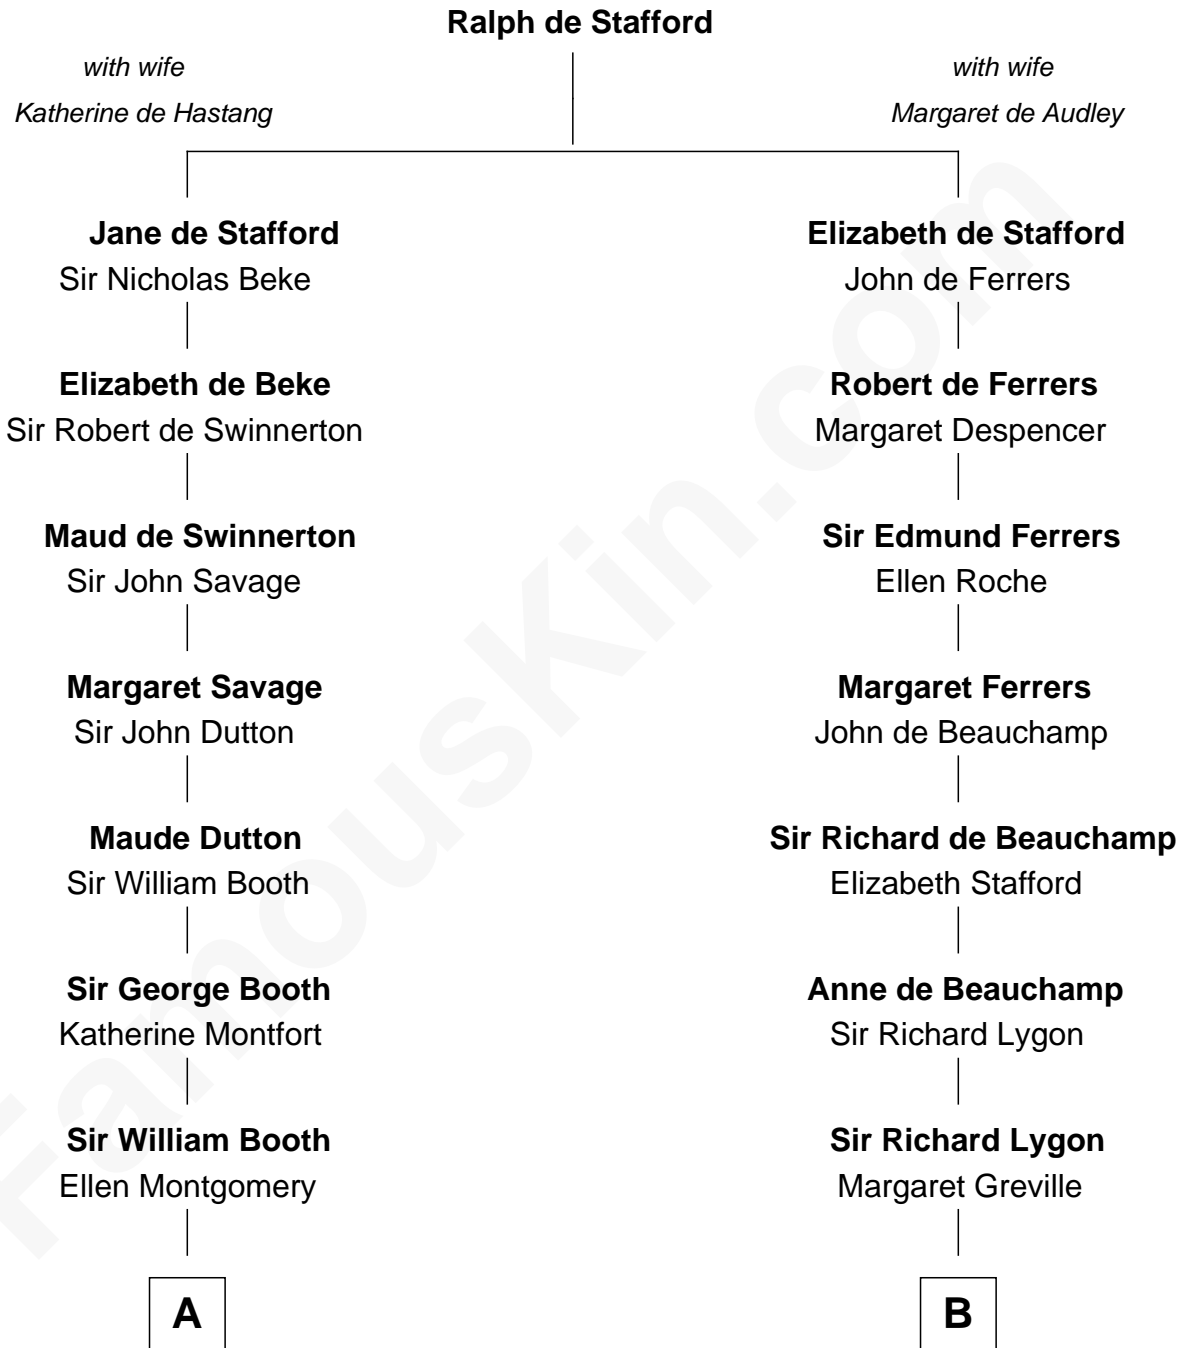 Ralph de Stafford
with wife
Katherine de Hastang
with wife
Margaret de Audley
Jane de Stafford
Sir Nicholas Beke
Elizabeth de Stafford
John de Ferrers
Elizabeth de Beke
Sir Robert de Swinnerton
Robert de Ferrers
Margaret Despencer
Maud de Swinnerton
Sir John Savage
Sir Edmund Ferrers
Ellen Roche
Margaret Savage
Sir John Dutton
Margaret Ferrers
John de Beauchamp
Maude Dutton
Sir William Booth
Sir Richard de Beauchamp
Elizabeth Stafford
Sir George Booth
Katherine Montfort
Anne de Beauchamp
Sir Richard Lygon
Sir William Booth
Ellen Montgomery
Sir Richard Lygon
Margaret Greville
A
B
FamousKin.com